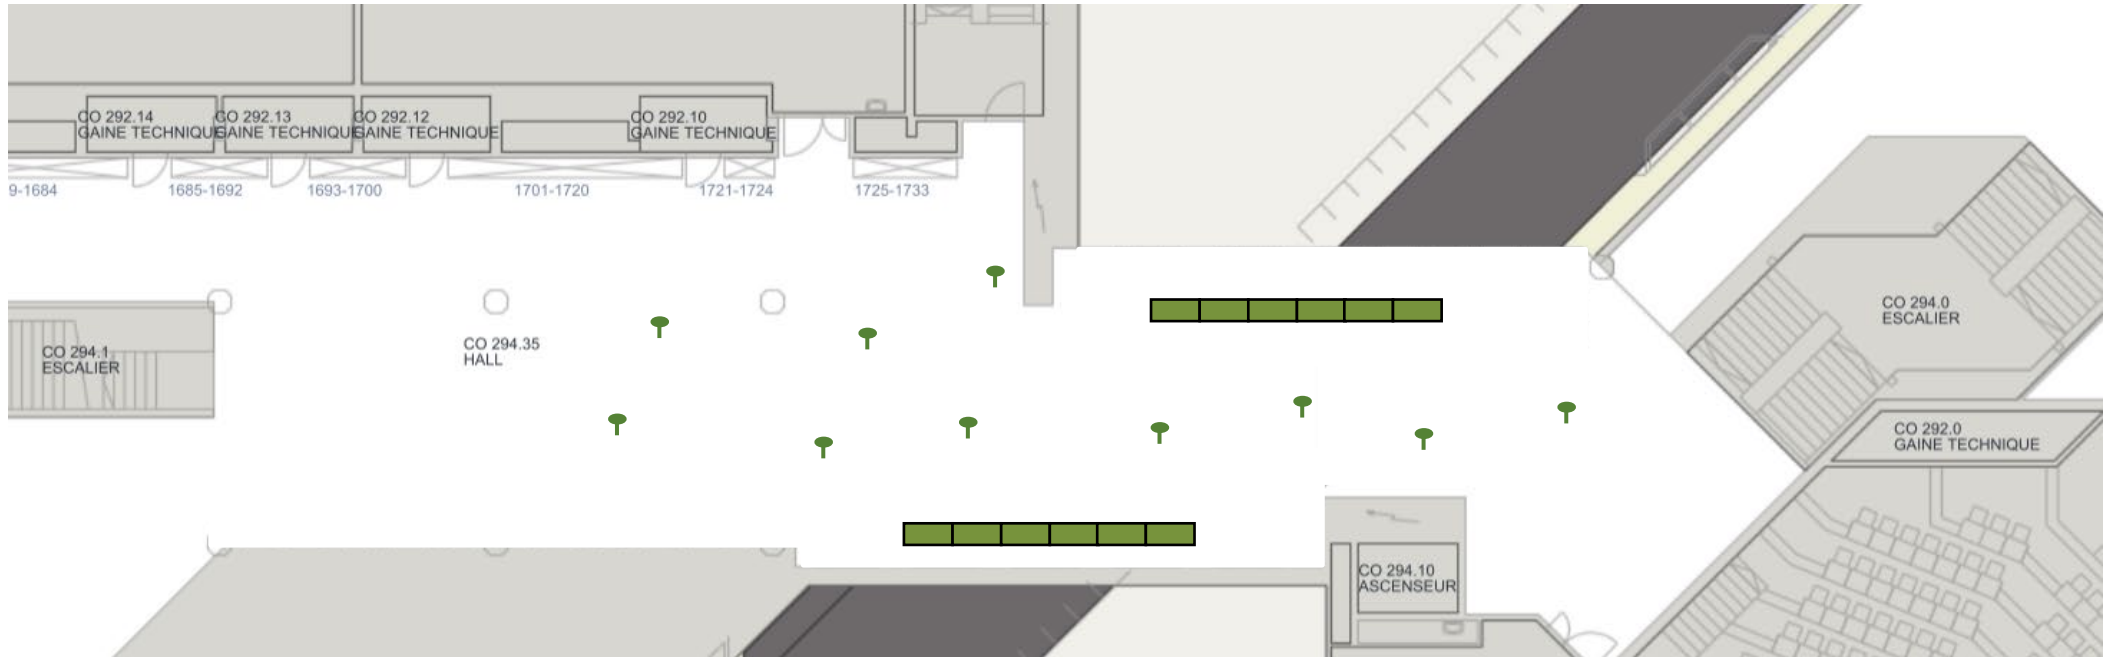 CO 292.14
GAINE TECHNIQUE
CO 292.13
GAINE TECHNIQUE
CO 292.12
GAINE TECHNIQUE
CO 292.10
GAINE TECHNIQUE
9-1684
1685-1692
1693-1700
1701-1720
1721-1724
1725-1733
CO 294.1
ESCALIER
CO 294.35
HALL
CO 294.0
ESCALIER
CO 292.0
GAINE TECHNIQUE
CO 294.10
ASCENSEUR